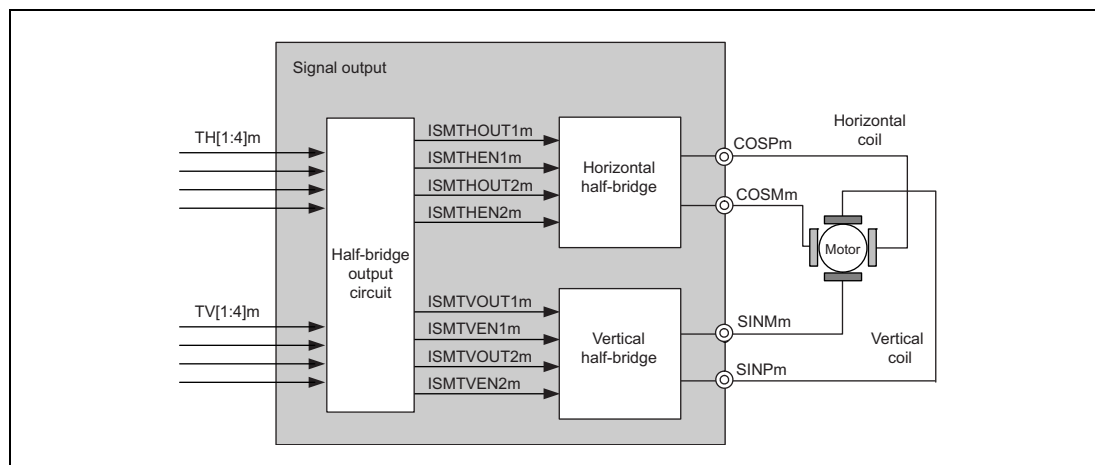 Signal output
TH[1:4]m
TV[1:4]m
Half-bridge
output
circuit
ISMTHOUT1m
ISMTHEN1m
ISMTHOUT2m
ISMTHEN2m
ISMTVOUT1m
ISMTVEN1m
ISMTVOUT2m
ISMTVEN2m
Horizontal
half-bridge
Vertical
half-bridge
COSPm
COSMm
SINMm
SINPm
Horizontal
coil
Motor
Vertical
coil